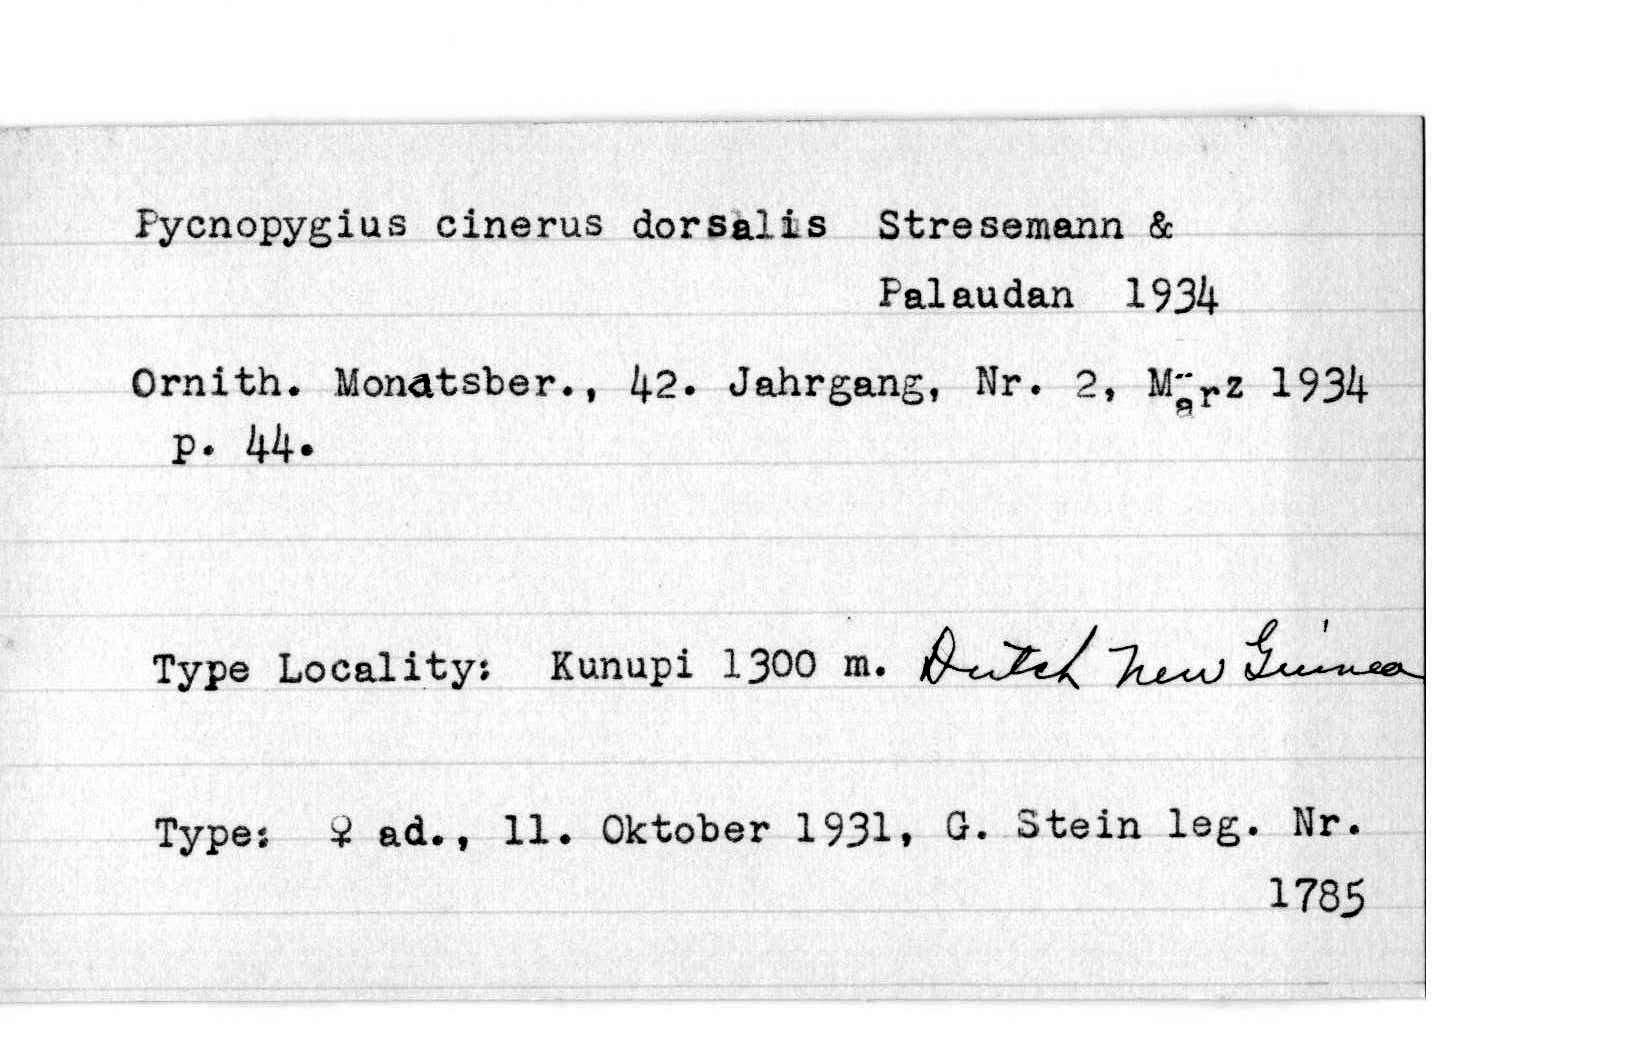 Pycnopygius cinerus dorsalis Stresemann &
Palaudan 1934
Ornith. Monatsber., 42. Jahrgang, Nr. 2, März 1934
p. 44.
Type Locality: Kunupi 1300 m. Dutch New Guinea
Type: ♀ ad., 11. Oktober 1931, G. Stein leg. Nr.
1785